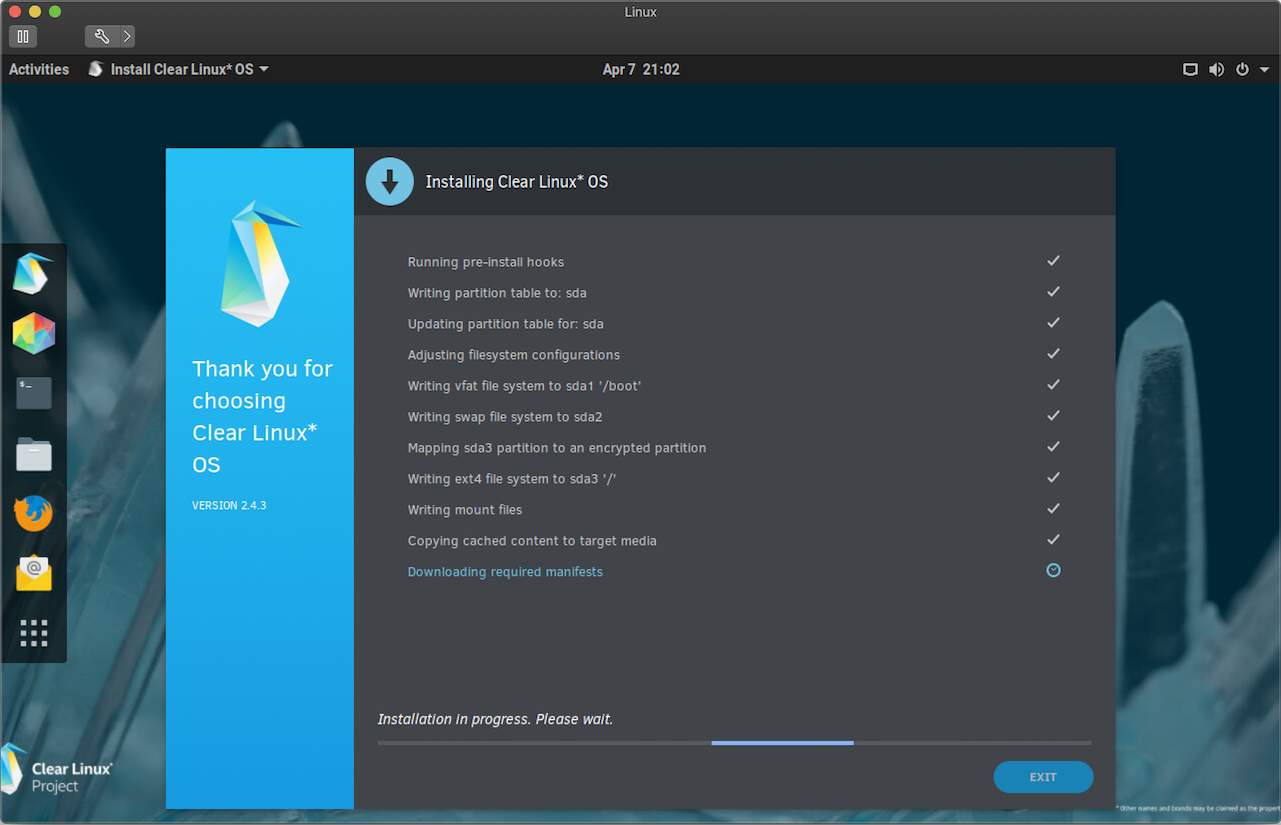 Linux
Activities
Install Clear Linux* OS
Apr 7 21:02
Installing Clear Linux* OS
Running pre-install hooks
Writing partition table to: sda
Updating partition table for: sda
Adjusting filesystem configurations
Writing vfat file system to sda1 '/boot'
Writing swap file system to sda2
Mapping sda3 partition to an encrypted partition
Writing ext4 file system to sda3 '/'
Writing mount files
Copying cached content to target media
Downloading required manifests
Thank you for
choosing
Clear Linux*
OS
VERSION 2.4.3
Installation in progress. Please wait.
EXIT
Clear Linux*
Project
* Other names and brands may be claimed as the propert